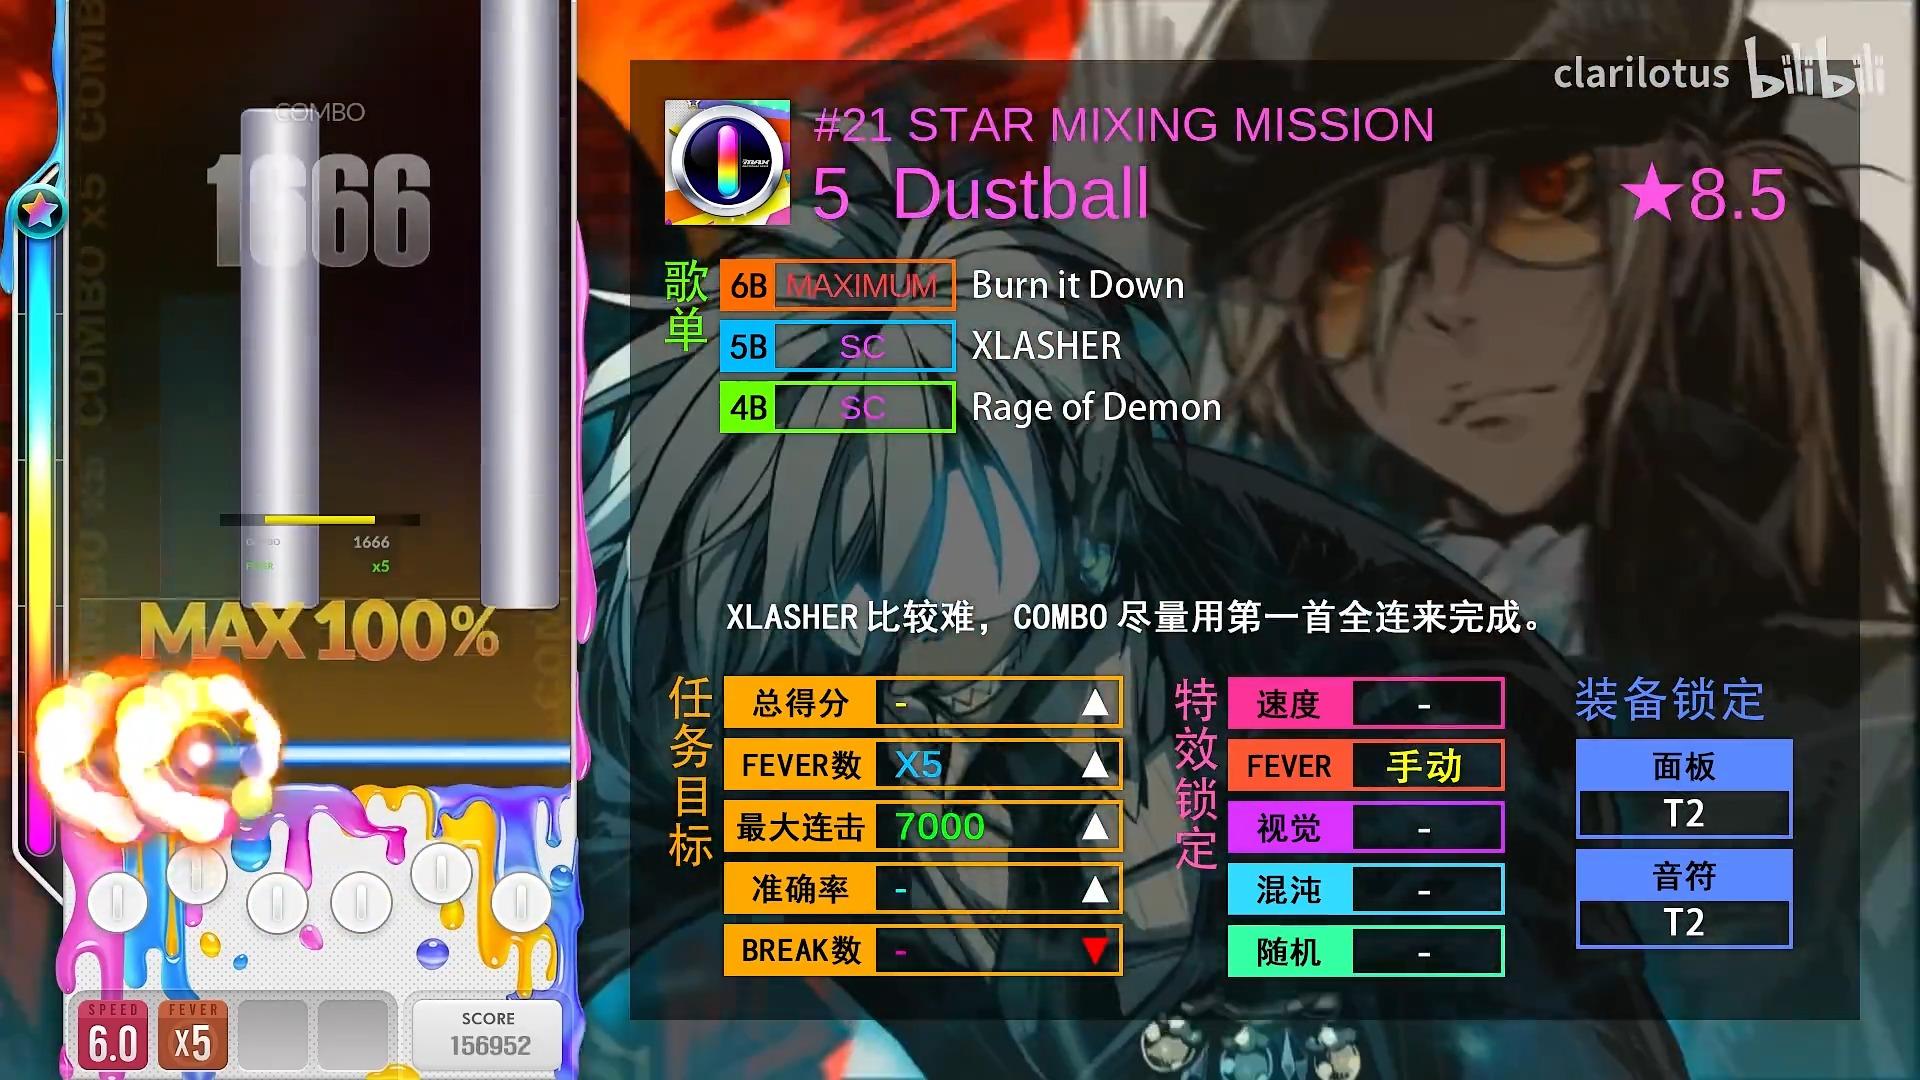 COMBO
1666
COMBO 1666
FEVER x5
MAX 100%
SPEED
6.0
FEVER
x5
SCORE
156952
clarilotus bilibili
#21 STAR MIXING MISSION
5 Dustball
★8.5
歌单
6B MAXIMUM Burn it Down
5B SC XLASHER
4B SC Rage of Demon
XLASHER 比较难，COMBO 尽量用第一首全连来完成。
任务目标
总得分 - ▲
FEVER数 X5 ▲
最大连击 7000 ▲
准确率 - ▲
BREAK数 - ▼
特效锁定
速度 -
FEVER 手动
视觉 -
混沌 -
随机 -
装备锁定
面板
T2
音符
T2